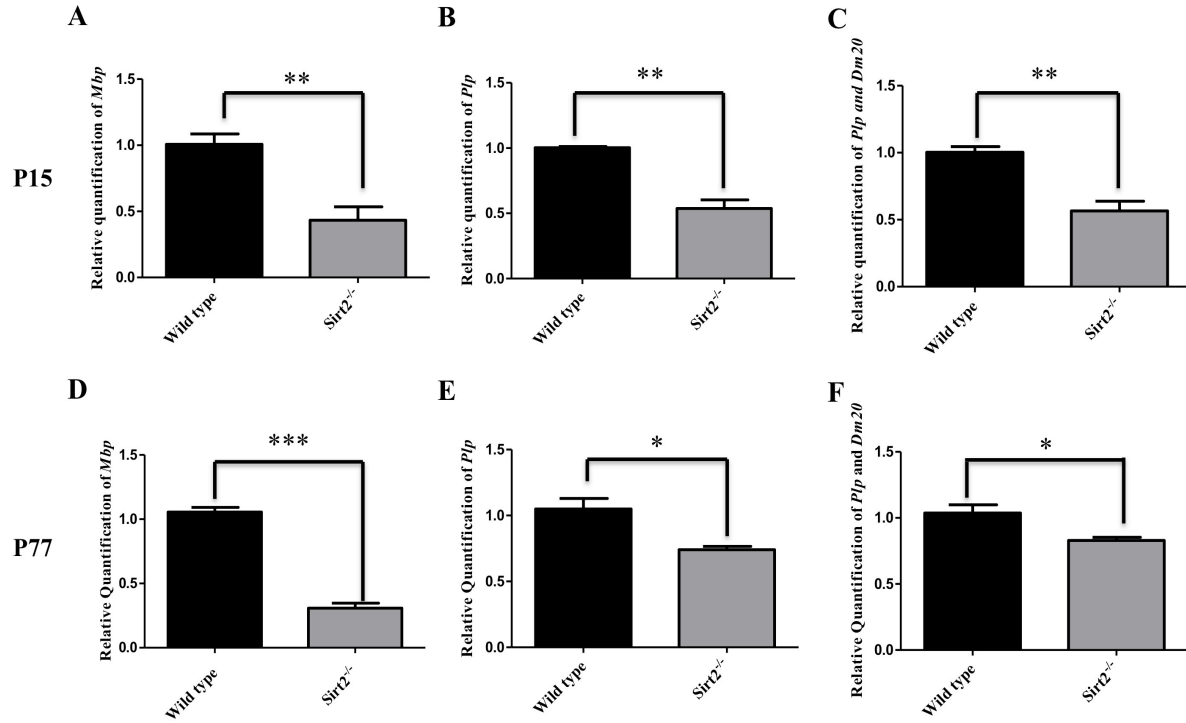 A
B
C
P15
Relative quantification of Mbp
1.5
1.0
0.5
0.0
**
Wild type
Sirt2-/-
Relative quantification of Plp
1.5
1.0
0.5
0.0
**
Wild type
Sirt2-/-
Relative quantification of Plp and Dm20
1.5
1.0
0.5
0.0
**
Wild type
Sirt2-/-
D
E
F
P77
Relative Quantification of Mbp
1.5
1.0
0.5
0.0
***
Wild type
Sirt2-/-
Relative Quantification of Plp
1.5
1.0
0.5
0.0
*
Wild type
Sirt2-/-
Relative Quantification of Plp and Dm20
1.5
1.0
0.5
0.0
*
Wild type
Sirt2-/-